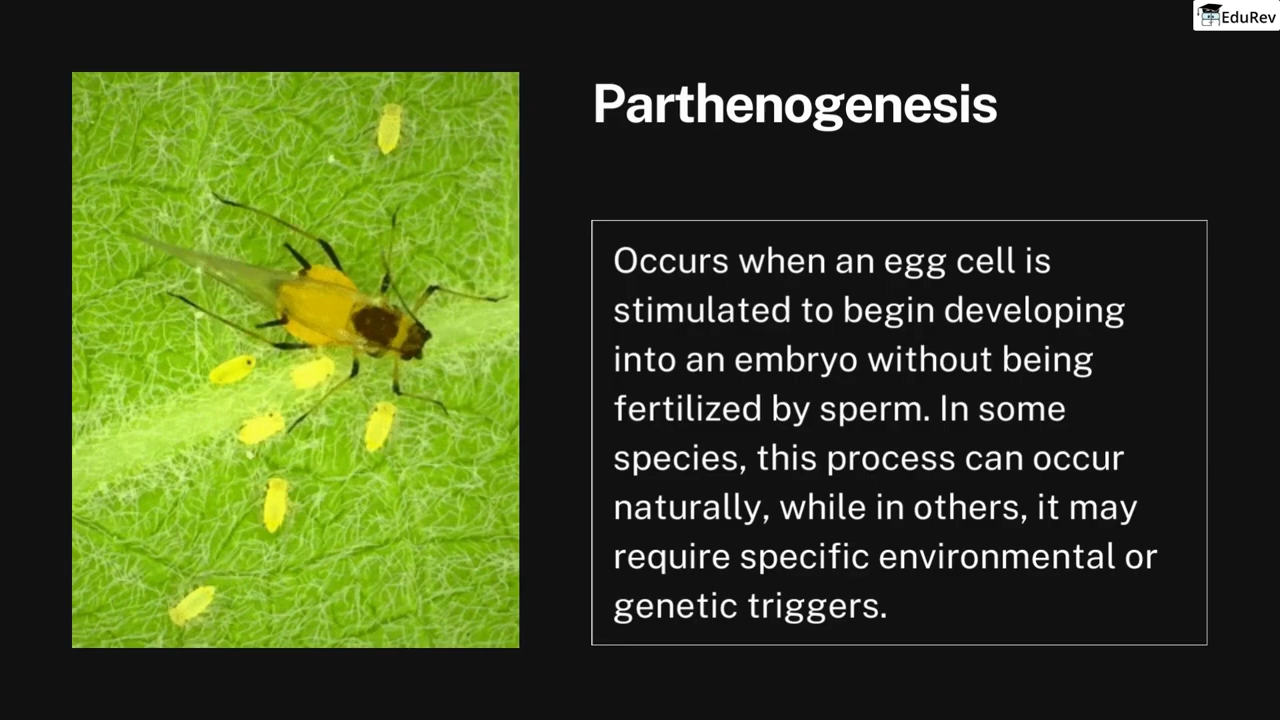 EduRev
Parthenogenesis
Occurs when an egg cell is
stimulated to begin developing
into an embryo without being
fertilized by sperm. In some
species, this process can occur
naturally, while in others, it may
require specific environmental or
genetic triggers.